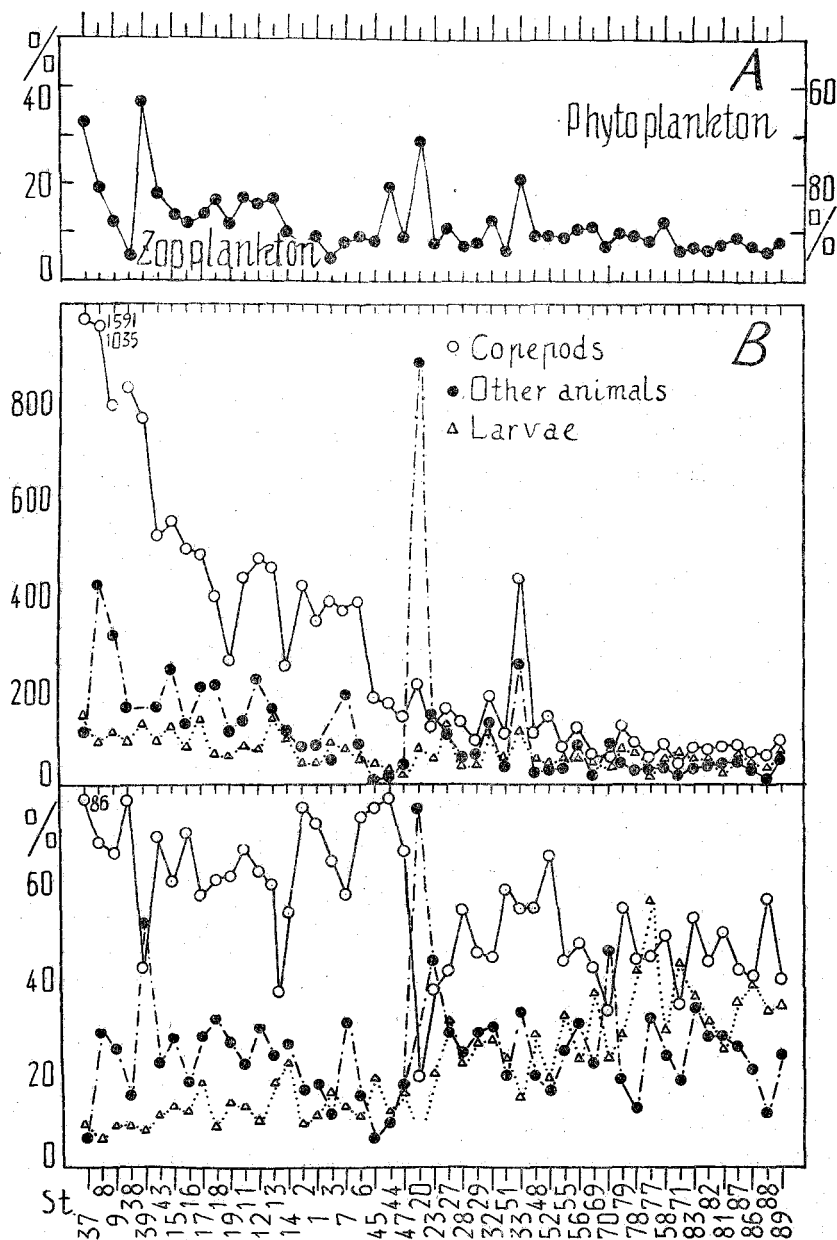 %
40
20
0
A
Phytoplankton
Zooplankton
60
80
%
B
1591
1035
○ Copepods
● Other animals
△ Larvae
800
600
400
200
0
86
%
60
40
20
0
St. 37 8 9 38 39 43 15 16 17 18 19 11 12 13 14 2 1 3 7 6 45 44 47 20 23 27 28 29 32 51 33 48 52 55 56 69 70 79 78 77 58 71 83 82 81 87 86 88 89